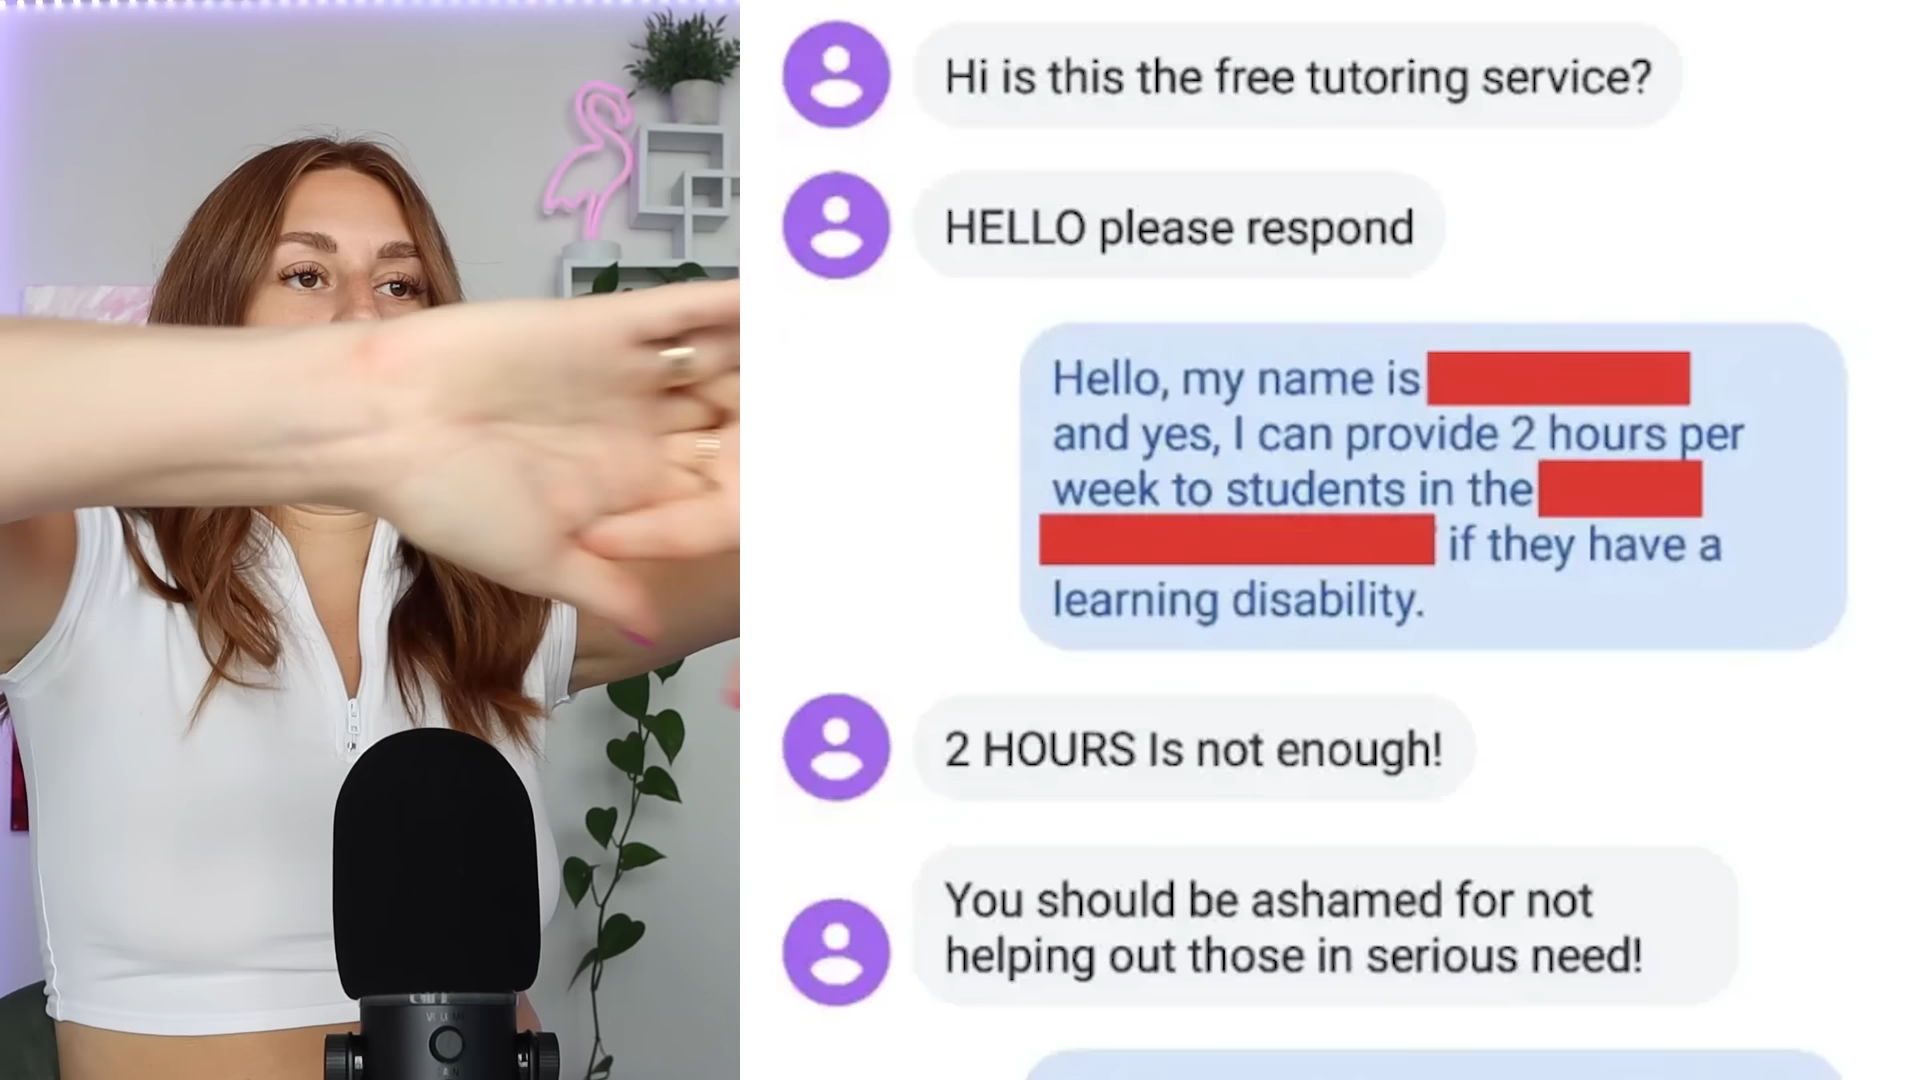 Hi is this the free tutoring service?
HELLO please respond
Hello, my name is
and yes, I can provide 2 hours per
week to students in the
if they have a
learning disability.
2 HOURS Is not enough!
You should be ashamed for not
helping out those in serious need!